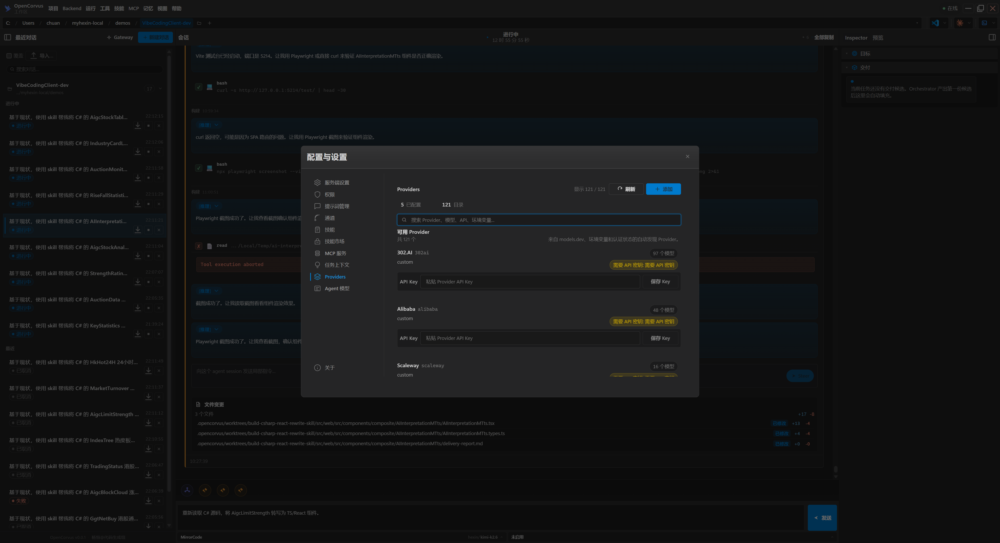 OpenCorvus
工作区
项目 Backend 运行 工具 技能 MCP 记忆 视图 帮助
在线
C: / Users / chuan / myhexin-local / demos / VibeCodingClient-dev
最近对话
Gateway
+ 新建对话
会话
进行中
12 时 55 分 55 秒
6
全部复制
Inspector 预览
覆盖
导入...
搜索对话...
VibeCodingClient-dev
.../myhexin-local/demos
17
进行中
基于现状，使用 skill 帮我将 C# 的 AigcStockTabl... 22:12:15
进行中
基于现状，使用 skill 帮我将 C# 的 IndustryCardL... 22:12:06
进行中
基于现状，使用 skill 帮我将 C# 的 AuctionMonit... 22:11:58
进行中
基于现状，使用 skill 帮我将 C# 的 RiseFallStatisti... 22:11:29
进行中
基于现状，使用 skill 帮我将 C# 的 AIInterpretati... 22:11:21
进行中
基于现状，使用 skill 帮我将 C# 的 AigcStockAnal... 22:11:04
进行中
基于现状，使用 skill 帮我将 C# 的 StrengthRatin... 22:07:07
进行中
基于现状，使用 skill 帮我将 C# 的 AuctionData ... 22:05:35
进行中
基于现状，使用 skill 帮我将 C# 的 KeyStatistics ... 21:39:24
进行中
最近
基于现状，使用 skill 帮我将 C# 的 HkHot24H 24小时... 22:11:49
已取消
基于现状，使用 skill 帮我将 C# 的 MarketTurnover ... 22:11:37
已取消
基于现状，使用 skill 帮我将 C# 的 AigcLimitStrength ... 22:11:12
已取消
基于现状，使用 skill 帮我将 C# 的 IndexTree 热度板... 22:10:55
已取消
基于现状，使用 skill 帮我将 C# 的 TradingStatus 港股... 22:06:47
已取消
基于现状，使用 skill 帮我将 C# 的 AigcBlockCloud 涨... 22:06:39
失败
基于现状，使用 skill 帮我将 C# 的 GgtNetBuy 港股通... 22:05:56
已取消
OpenCorvus v0.0.1 杨恒@代码生成组
Vite 测试台已经启动，端口是 5214。让我用 Playwright 或直接 curl 来验证 AIInterpretationMTts 组件是否正确渲染。
bash
curl -s http://127.0.0.1:5214/test/ | head -30
构建 10:59:34
[推理]
curl 返回空，可能是因为 SPA 路由的问题。让我用 Playwright 截图来验证组件渲染。
bash
npx playwright screenshot --vi
ng 2>&1
构建 11:00:51
[推理]
Playwright 截图成功了。让我查看截图确认组件渲
read .../Local/Temp/ai-interpre
Tool execution aborted
[推理]
截图成功了。让我读取截图看看组件渲染效果。
[推理]
Playwright 截图成功了。让我查看截图，确认组件
向这个 agent session 发送局部指令...
Steer
文件变更
3 个文件
+17 -8
.opencorvus/worktrees/build-csharp-react-rewrite-skill/src/web/src/components/composite/AIInterpretationMTts/AIInterpretationMTts.tsx 已修改 +13 -4
.opencorvus/worktrees/build-csharp-react-rewrite-skill/src/web/src/components/composite/AIInterpretationMTts/AIInterpretationMTts.types.ts 已修改 +4 -4
.opencorvus/worktrees/build-csharp-react-rewrite-skill/src/web/src/components/composite/AIInterpretationMTts/delivery-report.md 已修改 +0 -0
10:27:39
重新读取 C# 源码，将 AigcLimitStrength 转写为 TS/React 组件。
发送
MirrorCode
hexin/ kimi-k2.6
未启用
目标
交付
当前任务还没有交付候选。Orchestrator 产出第一份候选
后这里会自动填充。
配置与设置
服务端设置
权限
提示词管理
通道
技能
技能市场
MCP 服务
任务上下文
Providers
Agent 模型
关于
Providers
显示 121 / 121
刷新
+ 添加
5 已配置
121 目录
搜索 Provider、模型、API、环境变量...
可用 Provider
共 121 个
来自 models.dev、环境变量和认证状态的自动发现 Provider。
302.AI 302ai
97 个模型
custom
需要 API 密钥: 需要 API 密钥
API Key 粘贴 Provider API Key 保存 Key
Alibaba alibaba
48 个模型
custom
需要 API 密钥: 需要 API 密钥
API Key 粘贴 Provider API Key 保存 Key
Scaleway scaleway
16 个模型
custom